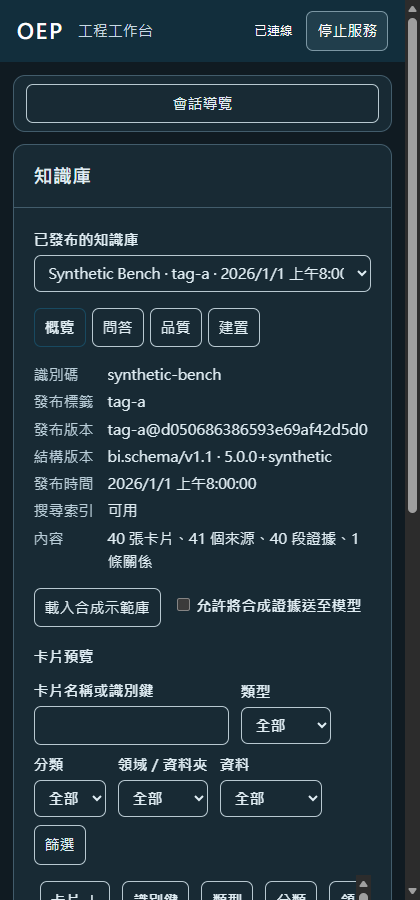 OEP 工程工作台 已連線 停止服務
會話導覽
知識庫
已發布的知識庫
Synthetic Bench · tag-a · 2026/1/1 上午8:00
概覽 問答 品質 建置
識別碼 synthetic-bench
發布標籤 tag-a
發布版本 tag-a@d050686386593e69af42d5d0
結構版本 bi.schema/v1.1 · 5.0.0+synthetic
發布時間 2026/1/1 上午8:00:00
搜尋索引 可用
內容 40 張卡片、41 個來源、40 段證據、1
條關係
載入合成示範庫 允許將合成證據送至模型
卡片預覽
卡片名稱或識別鍵 類型
全部
分類 領域 / 資料夾 資料
全部 全部 全部
篩選
卡片 識別鍵 類型 分類